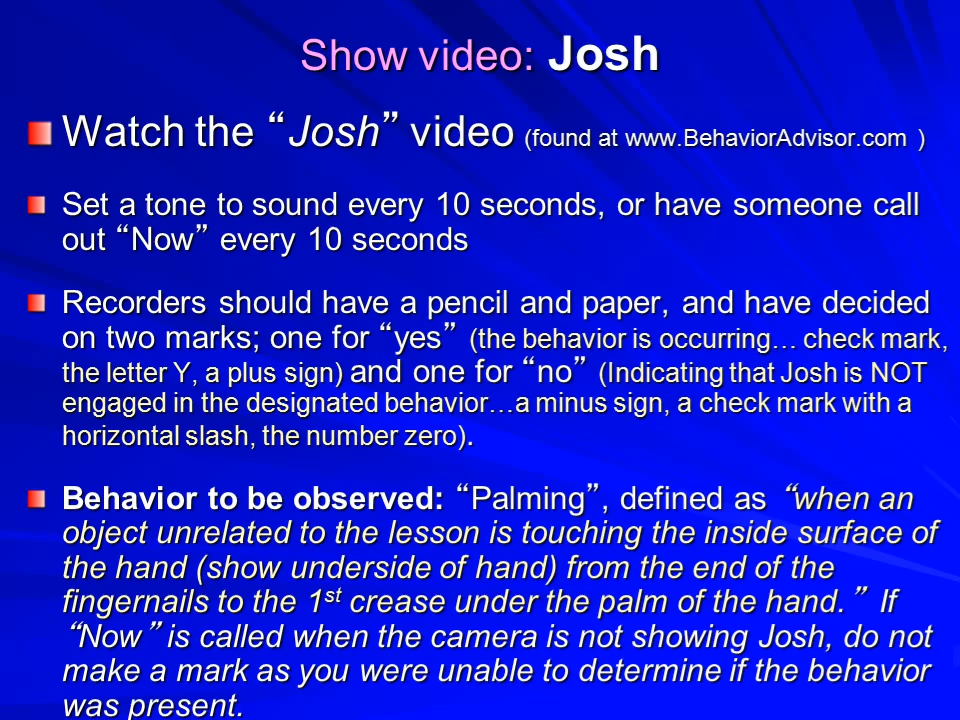 Show video: Josh
Watch the “Josh” video (found at www.BehaviorAdvisor.com )
Set a tone to sound every 10 seconds, or have someone call
out “Now” every 10 seconds
Recorders should have a pencil and paper, and have decided
on two marks; one for “yes” (the behavior is occurring… check mark,
the letter Y, a plus sign) and one for “no” (Indicating that Josh is NOT
engaged in the designated behavior…a minus sign, a check mark with a
horizontal slash, the number zero).
Behavior to be observed: “Palming”, defined as “when an
object unrelated to the lesson is touching the inside surface of
the hand (show underside of hand) from the end of the
fingernails to the 1st crease under the palm of the hand.” If
“Now” is called when the camera is not showing Josh, do not
make a mark as you were unable to determine if the behavior
was present.